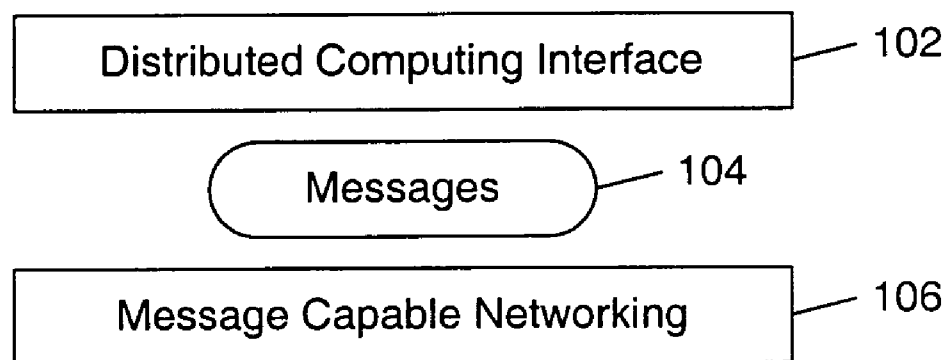 Distributed Computing Interface 102
Messages 104
Message Capable Networking 106